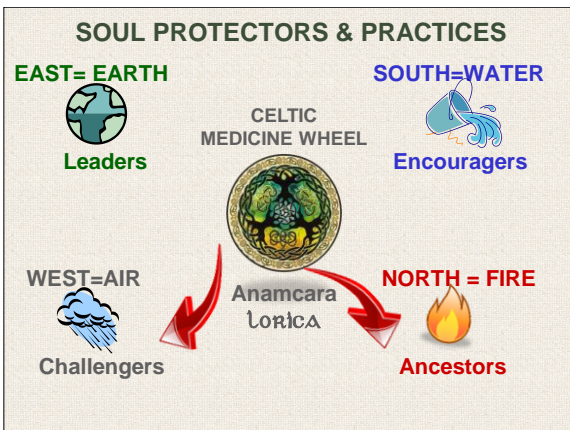 SOUL PROTECTORS & PRACTICES
EAST= EARTH
Leaders
SOUTH=WATER
Encouragers
CELTIC
MEDICINE WHEEL
Anamcara
LORICA
WEST=AIR
Challengers
NORTH = FIRE
Ancestors